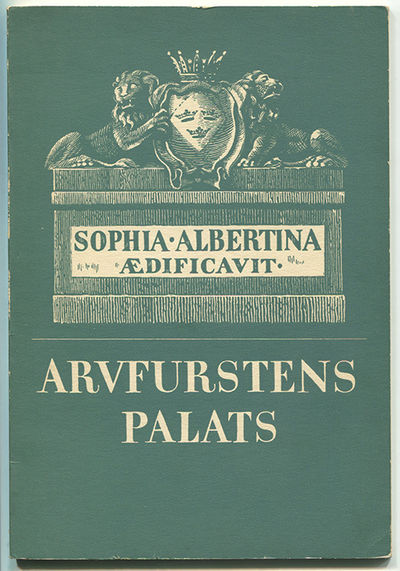 SOPHIA·ALBERTINA
·ÆDIFICAVIT·
ARVFURSTENS
PALATS